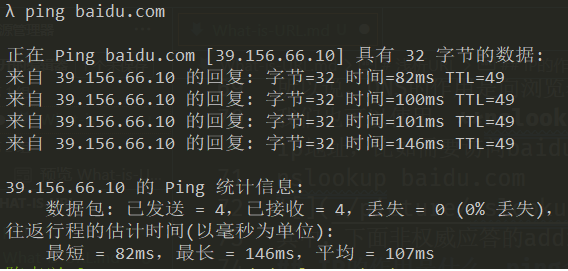 λ ping baidu.com
正在 Ping baidu.com [39.156.66.10] 具有 32 字节的数据:
来自 39.156.66.10 的回复: 字节=32 时间=82ms TTL=49
来自 39.156.66.10 的回复: 字节=32 时间=100ms TTL=49
来自 39.156.66.10 的回复: 字节=32 时间=101ms TTL=49
来自 39.156.66.10 的回复: 字节=32 时间=146ms TTL=49
39.156.66.10 的 Ping 统计信息:
数据包: 已发送 = 4，已接收 = 4，丢失 = 0 (0% 丢失)，
往返行程的估计时间(以毫秒为单位):
最短 = 82ms，最长 = 146ms，平均 = 107ms